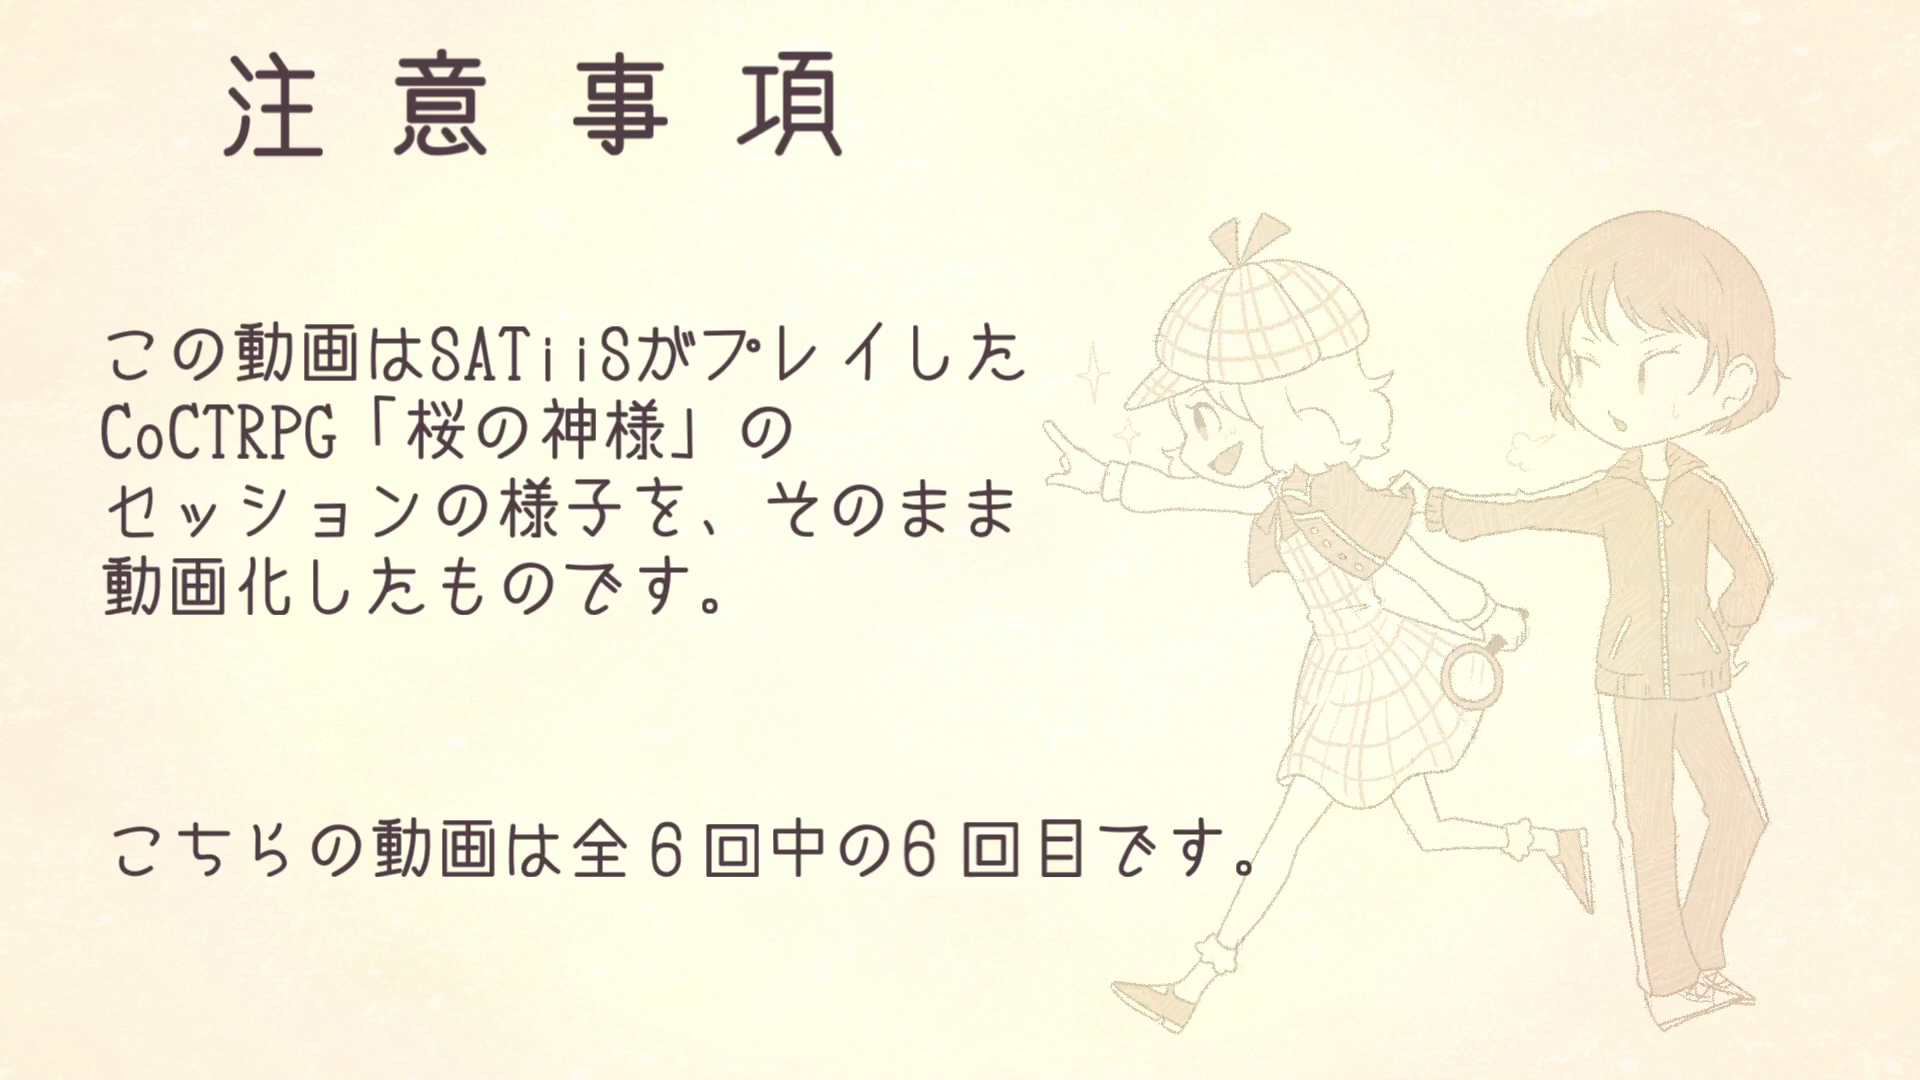 注意事項
この動画はSATiiSがプレイした
CoCTRPG「桜の神様」の
セッションの様子を、そのまま
動画化したものです。
こちらの動画は全6回中の6回目です。